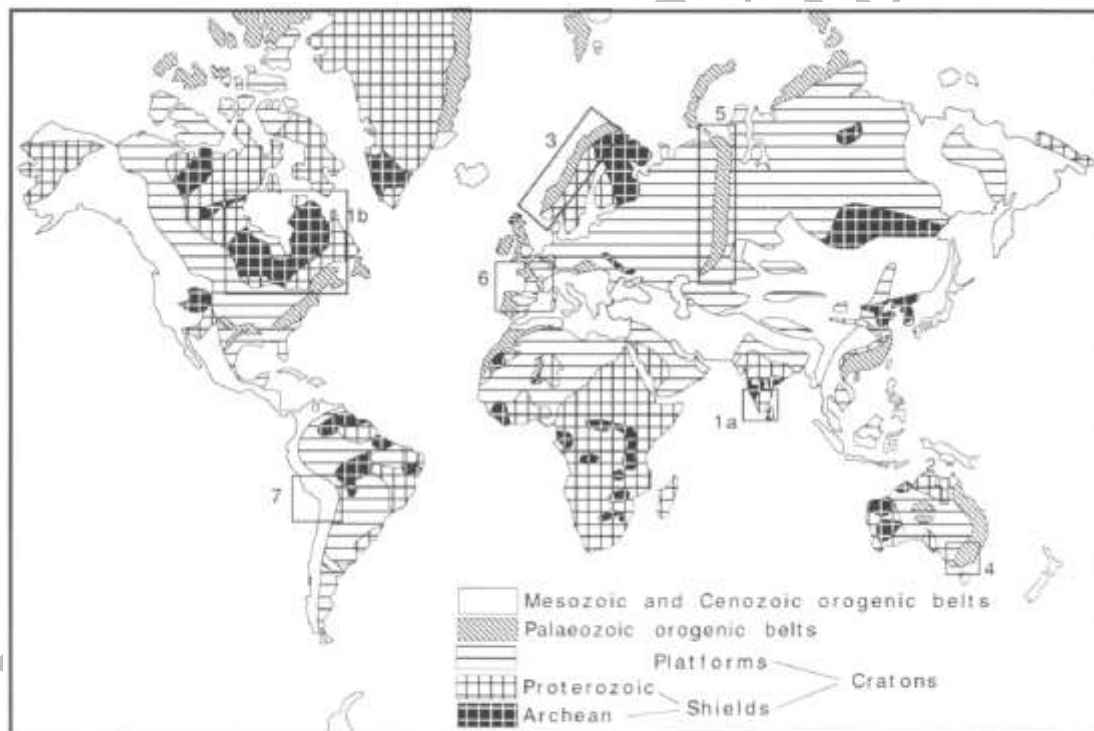 3
5
1b
6
1a
2
7
4
Mesozoic and Cenozoic orogenic belts
Palaeozoic orogenic belts
Platforms
Cratons
Proterozoic
Shields
Archean